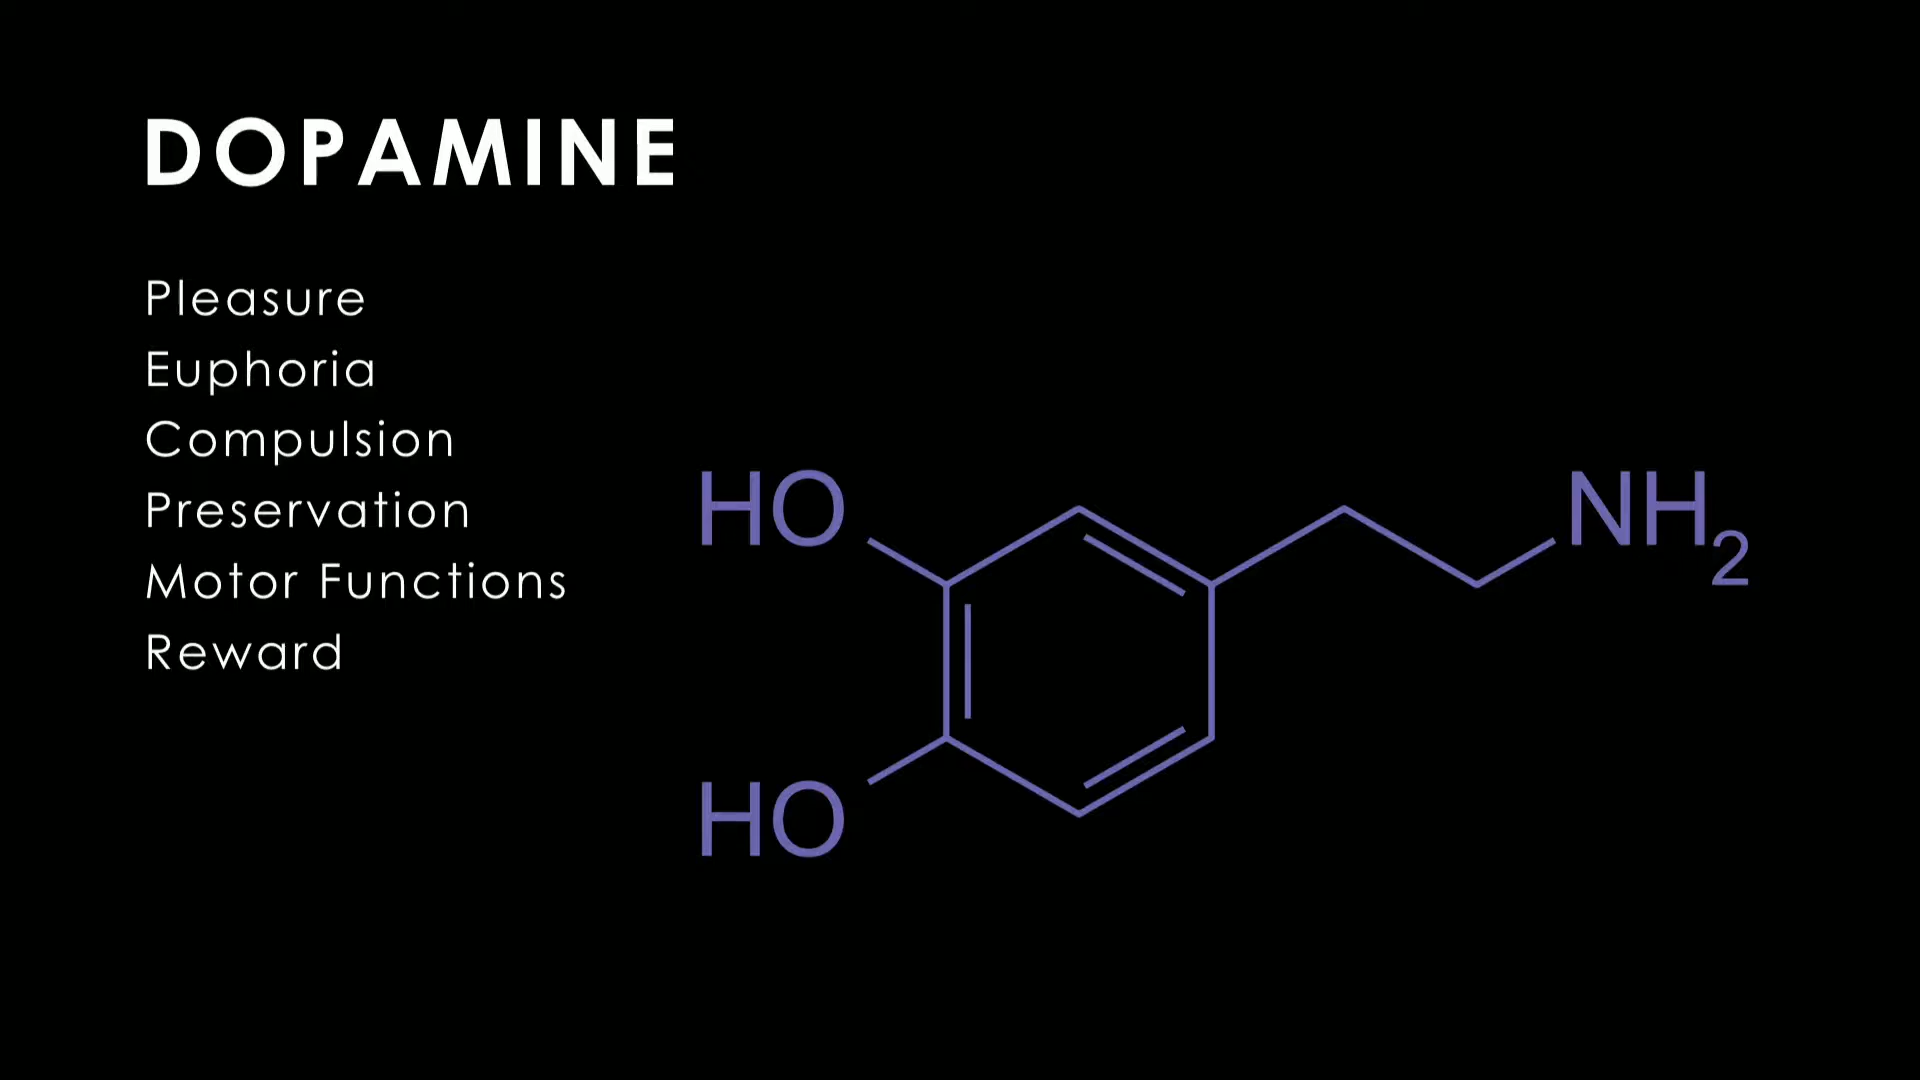 DOPAMINE
Pleasure
Euphoria
Compulsion
Preservation
Motor Functions
Reward
HO
NH2
HO